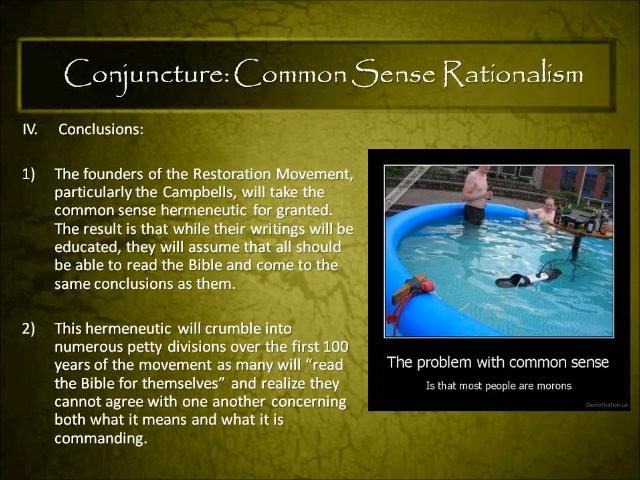 Conjuncture: Common Sense Rationalism
IV. Conclusions:
1) The founders of the Restoration Movement,
particularly the Campbells, will take the
common sense hermeneutic for granted.
The result is that while their writings will be
educated, they will assume that all should
be able to read the Bible and come to the
same conclusions as them.
2) This hermeneutic will crumble into
numerous petty divisions over the first 100
years of the movement as many will “read
the Bible for themselves” and realize they
cannot agree with one another concerning
both what it means and what it is
commanding.
The problem with common sense
Is that most people are morons
Demotivation.us